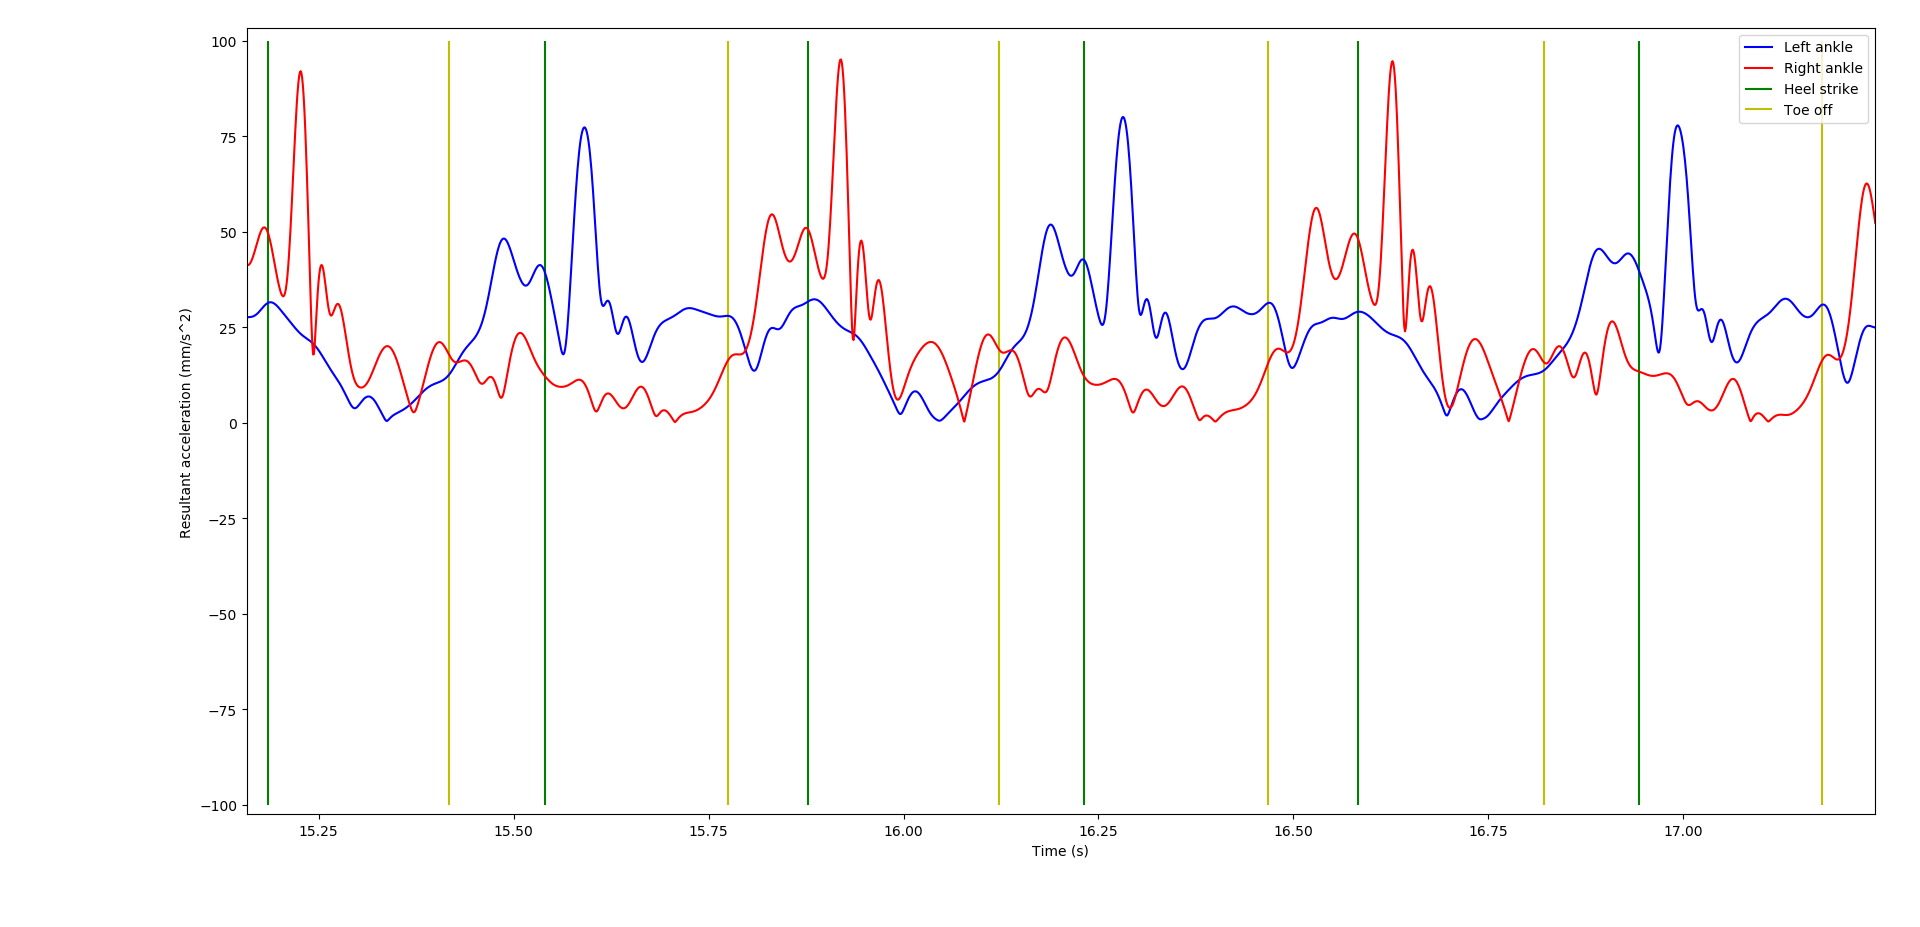 100
75
50
25
0
−25
−50
−75
−100
Resultant acceleration (mm/s^2)
15.25 15.50 15.75 16.00 16.25 16.50 16.75 17.00
Time (s)
Left ankle
Right ankle
Heel strike
Toe off